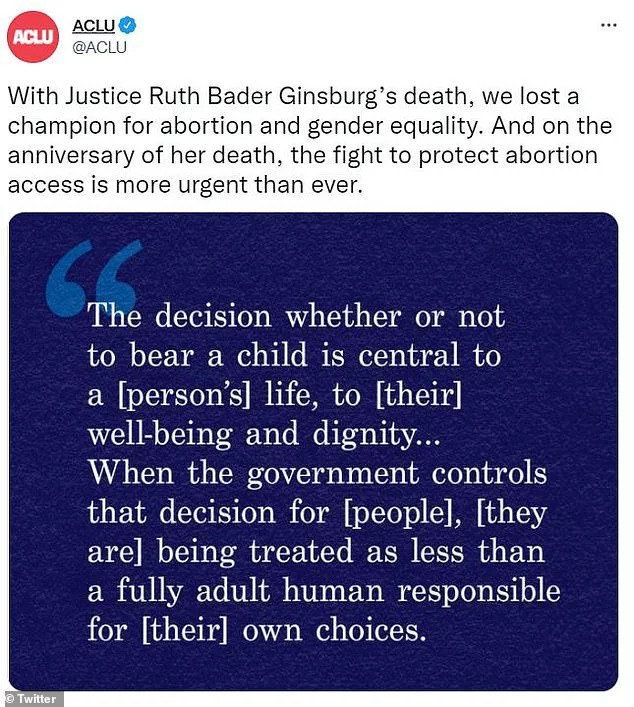 ACLU
ACLU
@ACLU
...
With Justice Ruth Bader Ginsburg's death, we lost a
champion for abortion and gender equality. And on the
anniversary of her death, the fight to protect abortion
access is more urgent than ever.
“
The decision whether or not
to bear a child is central to
a [person's] life, to [their]
well-being and dignity...
When the government controls
that decision for [people], [they
are] being treated as less than
a fully adult human responsible
for [their] own choices.
© Twitter